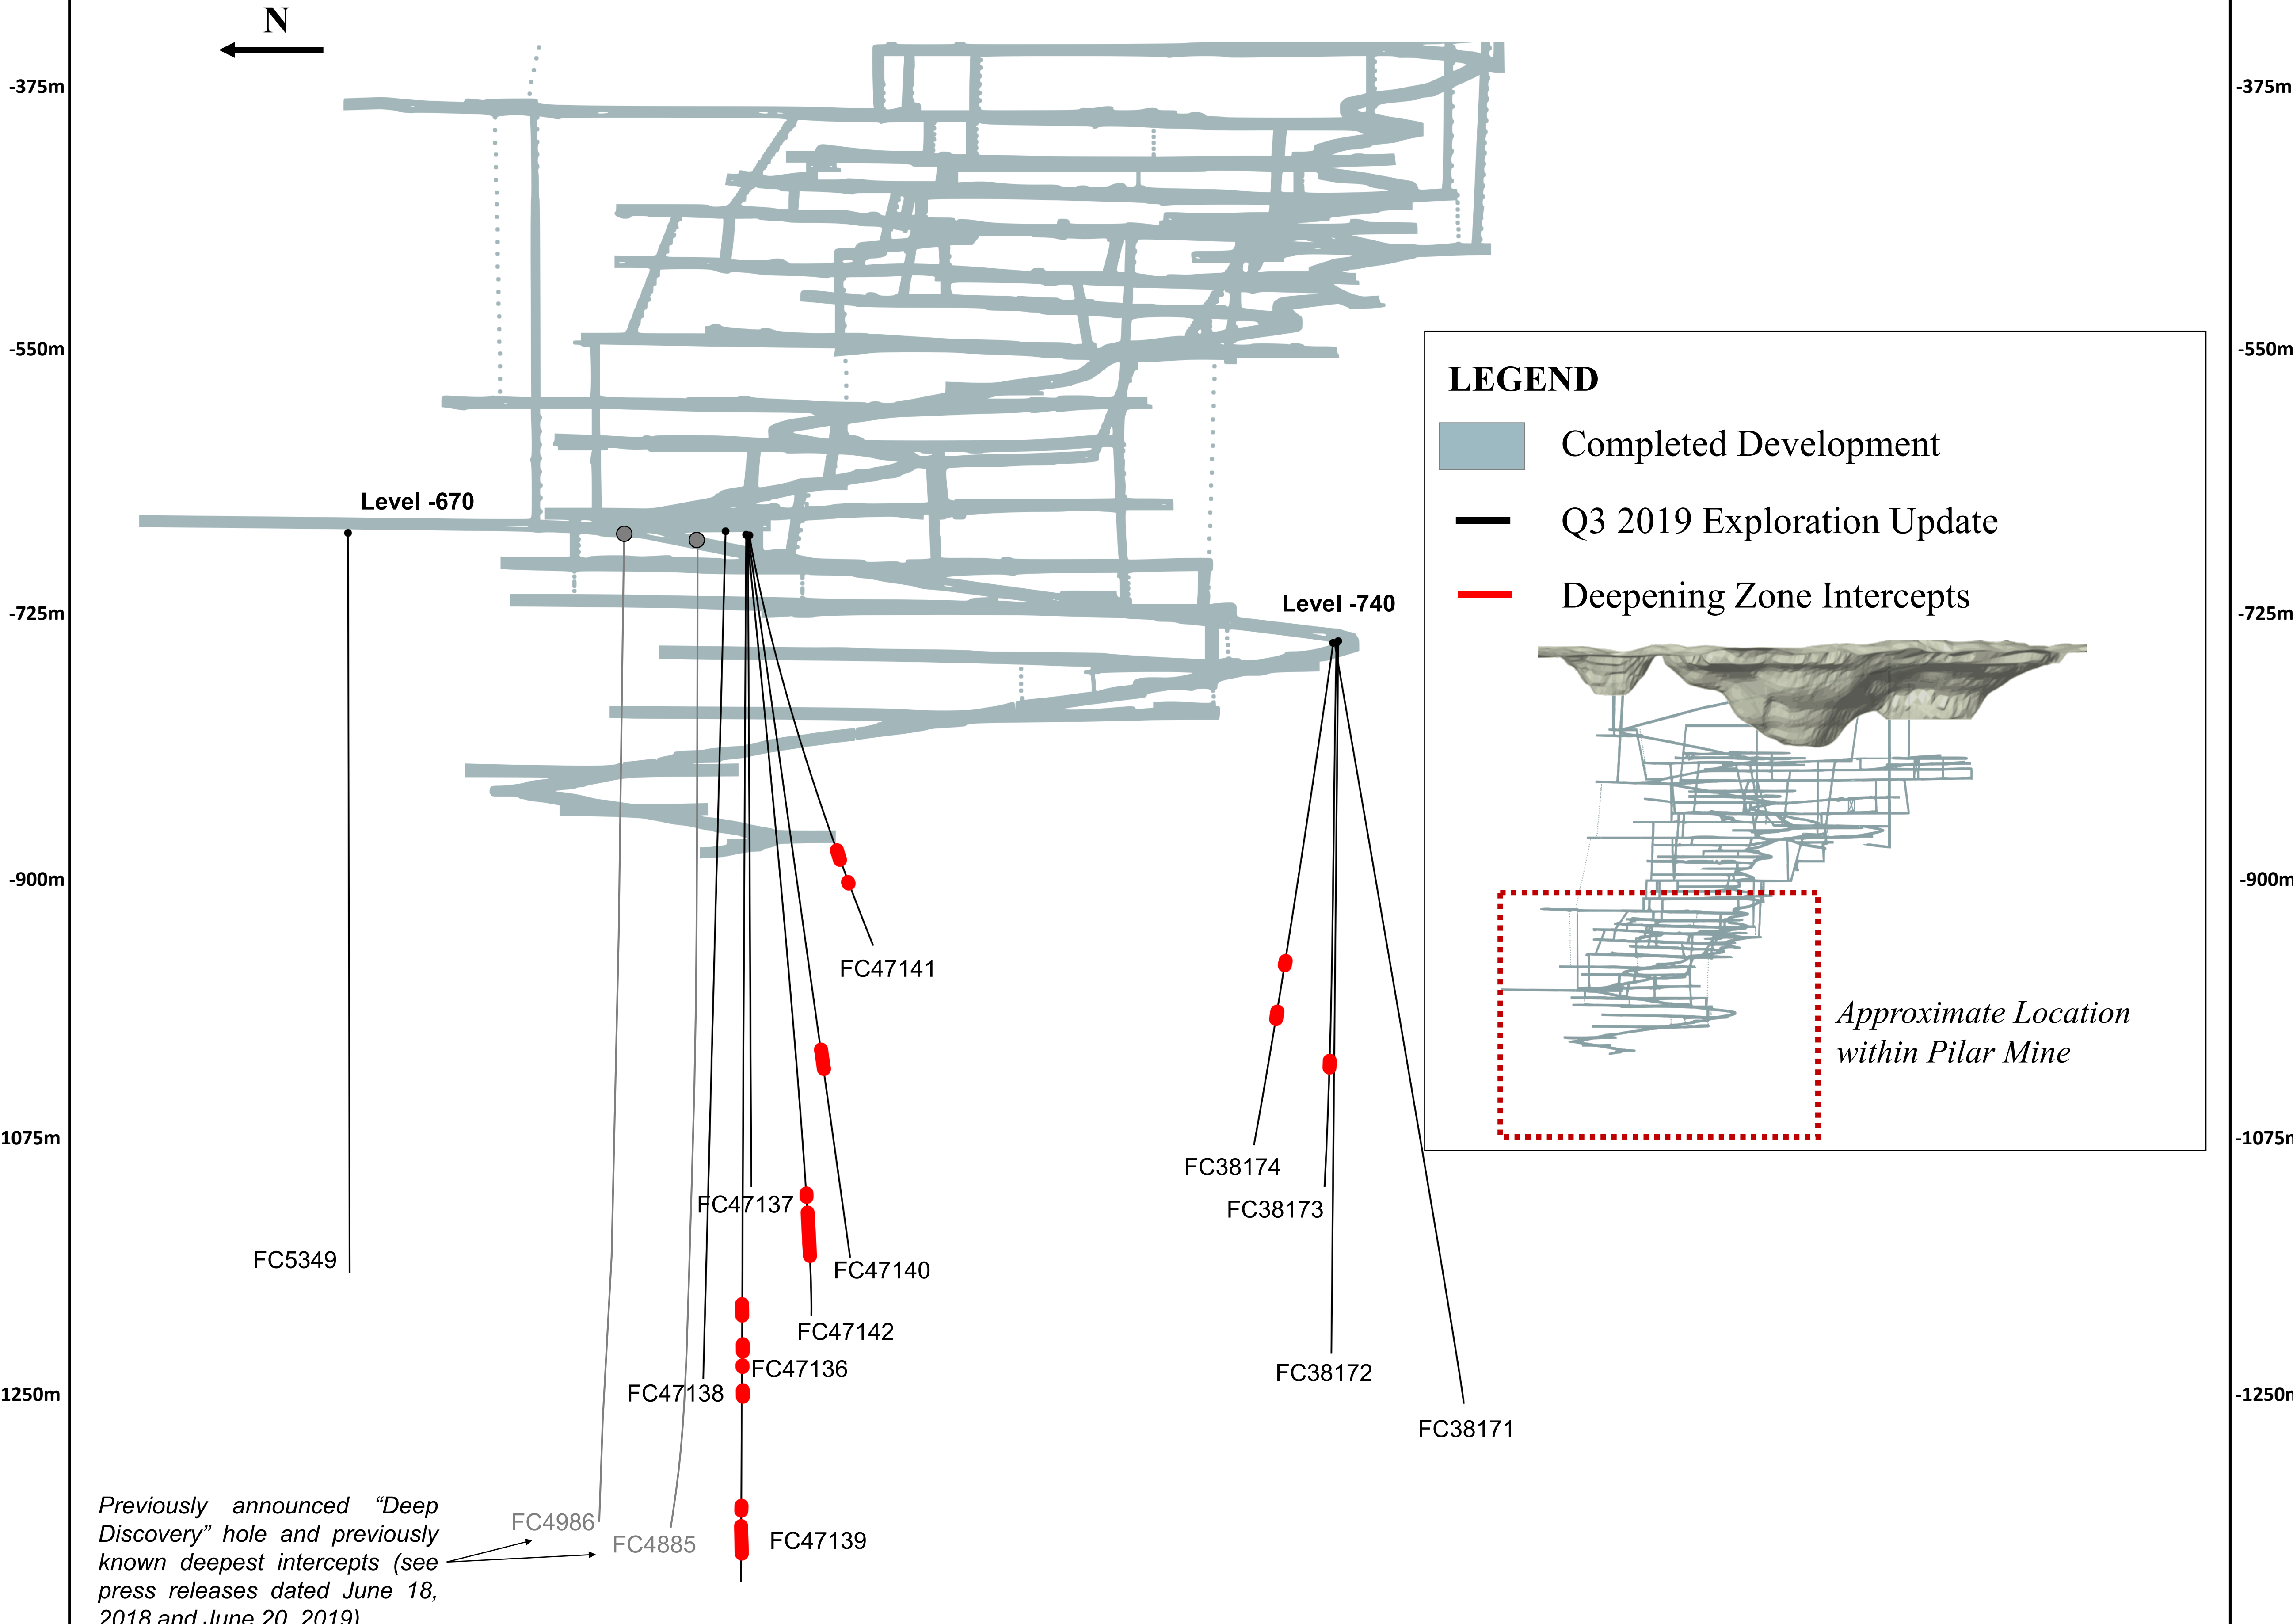 N
-375m
-375m
-550m
-550m
LEGEND
Completed Development
Level -670
Q3 2019 Exploration Update
Deepening Zone Intercepts
Level -740
-725m
-725m
-900m
-900m
FC47141
Approximate Location
within Pilar Mine
1075m
-1075m
FC38174
FC47137
FC38173
FC5349
FC47140
FC47142
FC47136
FC38172
FC47138
1250m
-1250m
FC38171
Previously announced “Deep
Discovery” hole and previously
known deepest intercepts (see
press releases dated June 18,
2018 and June 20, 2019)
FC4986
FC4885
FC47139